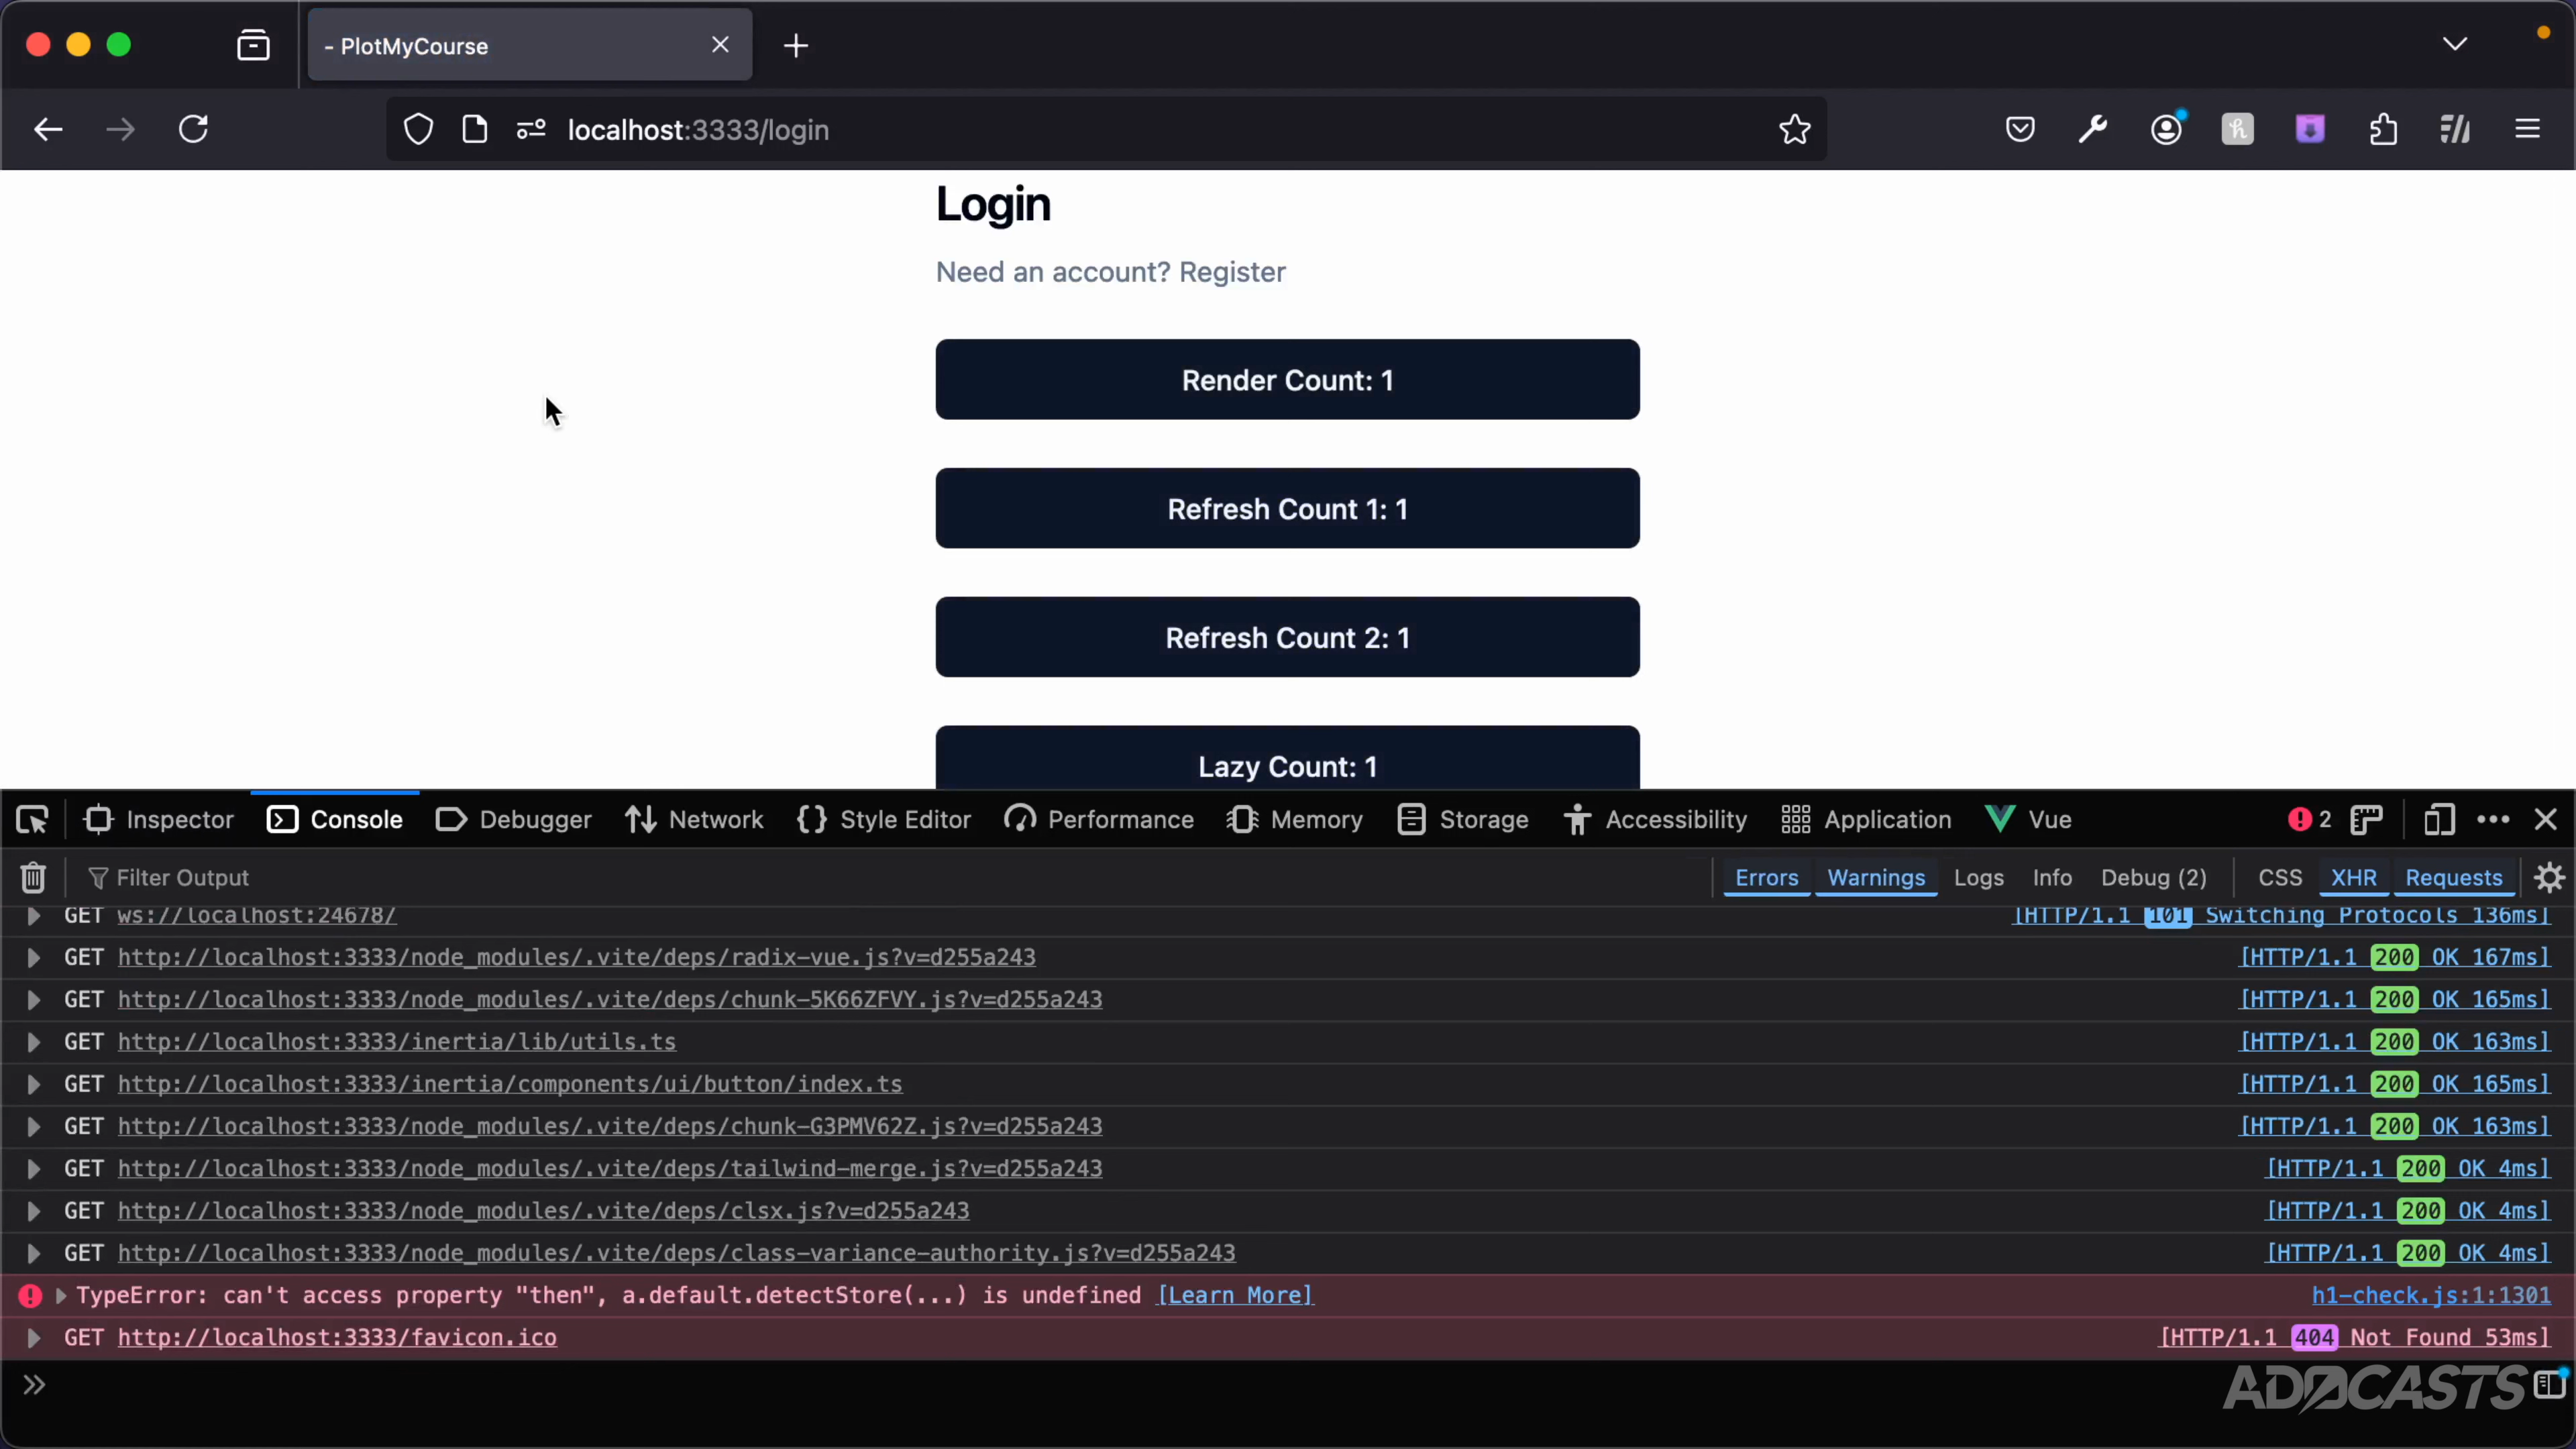 - PlotMyCourse
localhost:3333/login
Login
Need an account? Register
Render Count: 1
Refresh Count 1: 1
Refresh Count 2: 1
Lazy Count: 1
Inspector Console Debugger Network Style Editor Performance Memory Storage Accessibility Application Vue 2
Filter Output Errors Warnings Logs Info Debug (2) CSS XHR Requests
GET ws://localhost:24678/ [HTTP/1.1 101 Switching Protocols 136ms]
GET http://localhost:3333/node_modules/.vite/deps/radix-vue.js?v=d255a243 [HTTP/1.1 200 OK 167ms]
GET http://localhost:3333/node_modules/.vite/deps/chunk-5K66ZFVY.js?v=d255a243 [HTTP/1.1 200 OK 165ms]
GET http://localhost:3333/inertia/lib/utils.ts [HTTP/1.1 200 OK 163ms]
GET http://localhost:3333/inertia/components/ui/button/index.ts [HTTP/1.1 200 OK 165ms]
GET http://localhost:3333/node_modules/.vite/deps/chunk-G3PMV62Z.js?v=d255a243 [HTTP/1.1 200 OK 163ms]
GET http://localhost:3333/node_modules/.vite/deps/tailwind-merge.js?v=d255a243 [HTTP/1.1 200 OK 4ms]
GET http://localhost:3333/node_modules/.vite/deps/clsx.js?v=d255a243 [HTTP/1.1 200 OK 4ms]
GET http://localhost:3333/node_modules/.vite/deps/class-variance-authority.js?v=d255a243 [HTTP/1.1 200 OK 4ms]
TypeError: can't access property "then", a.default.detectStore(...) is undefined [Learn More] h1-check.js:1:1301
GET http://localhost:3333/favicon.ico [HTTP/1.1 404 Not Found 53ms]
ADOCASTS